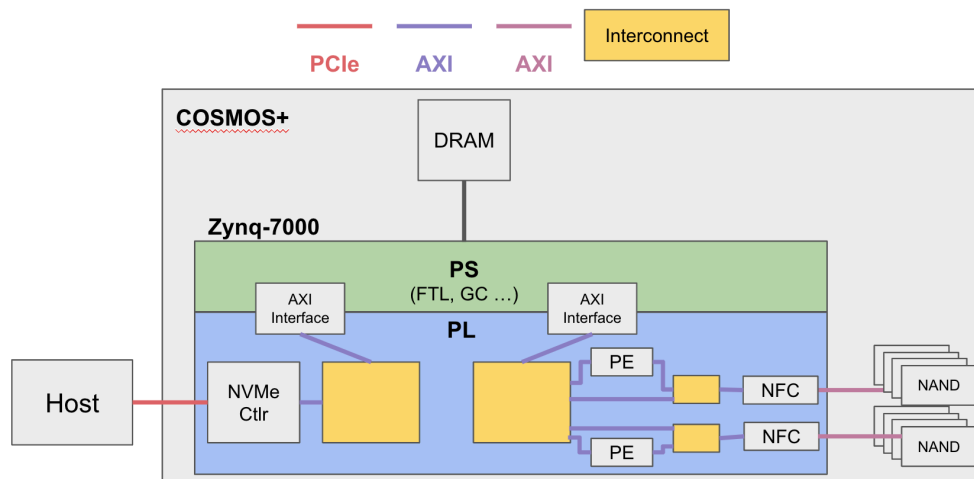 Interconnect
PCIe
AXI
AXI
COSMOS+
DRAM
Zynq-7000
PS
(FTL, GC ...)
AXI
Interface
AXI
Interface
PL
Host
NVMe
Ctlr
PE
NFC
NAND
PE
NFC
NAND